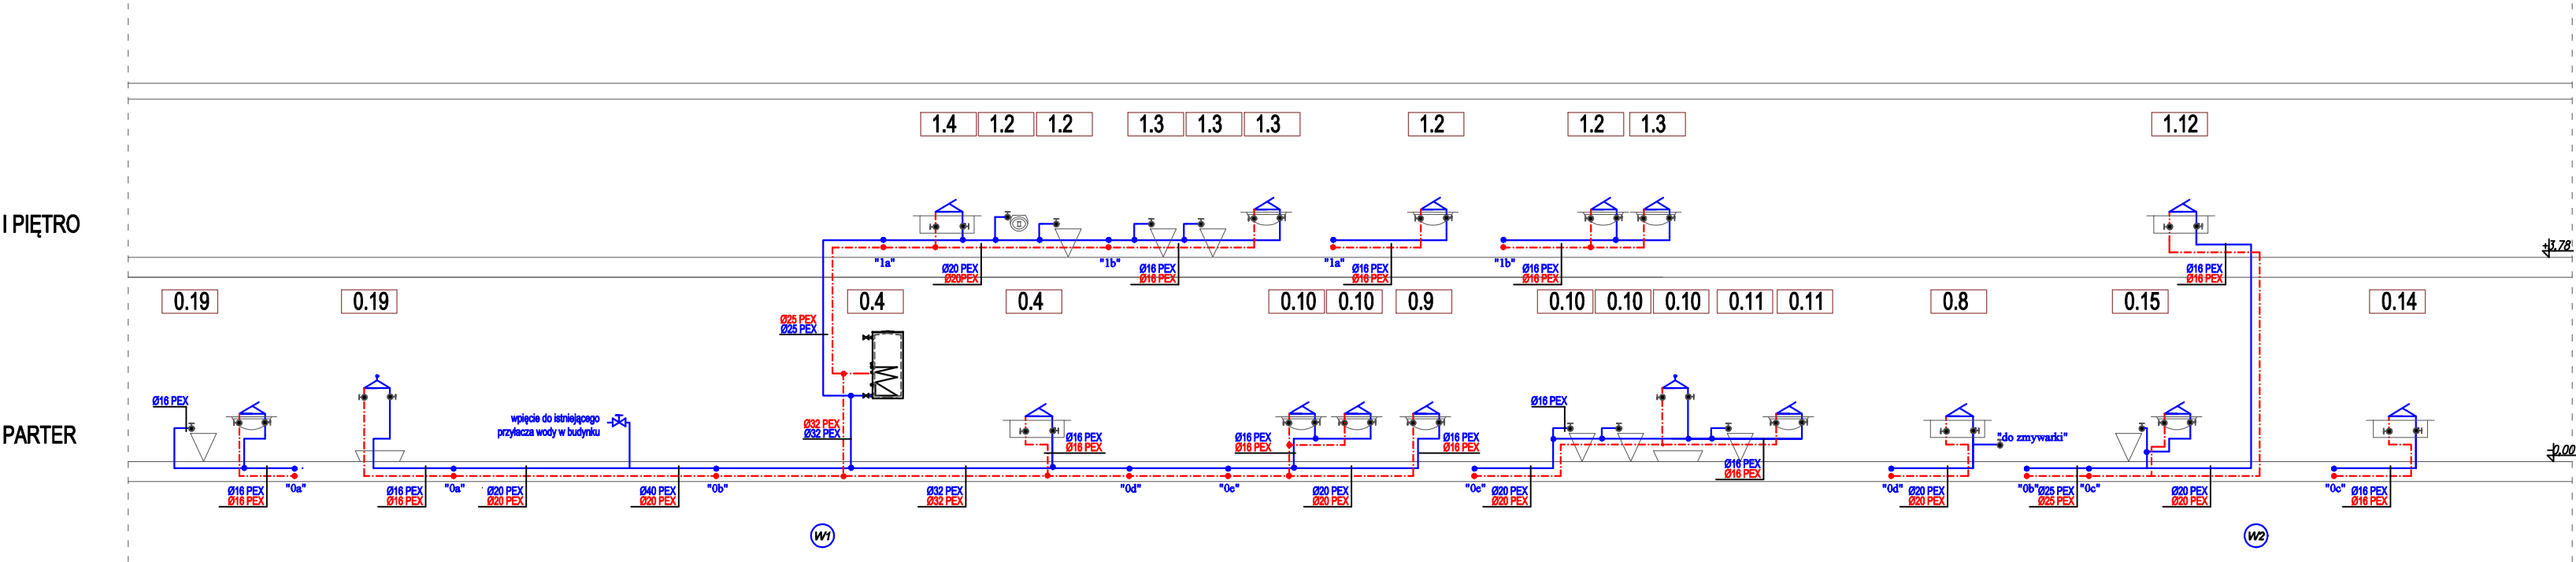 1.4 1.2 1.2 1.3 1.3 1.3 1.2 1.2 1.3 1.12
I PIĘTRO
+3,78
"1a" "1b" "1a" "1b"
Ø20 PEX Ø16 PEX Ø16 PEX Ø16 PEX Ø16 PEX
Ø20PEX Ø16 PEX Ø16 PEX Ø16 PEX Ø16 PEX
0.19 0.19 0.4 0.4 0.10 0.10 0.9 0.10 0.10 0.10 0.11 0.11 0.8 0.15 0.14
Ø25 PEX
Ø25 PEX
Ø16 PEX Ø16 PEX
wpięcie do istniejącego
przyłacza wody w budynku
Ø32 PEX
Ø32 PEX
PARTER
Ø16 PEX Ø16 PEX Ø16 PEX "do zmywarki"
Ø16 PEX Ø16 PEX Ø16 PEX
0,00
Ø16 PEX
Ø16 PEX
"0a" "0a" "0b" "0d" "0e" "0e" "0d" "0b" "0c" "0c"
Ø16 PEX Ø16 PEX Ø20 PEX Ø40 PEX Ø32 PEX Ø20 PEX Ø20 PEX Ø20 PEX Ø25 PEX Ø20 PEX Ø16 PEX
Ø16 PEX Ø16 PEX Ø20 PEX Ø20 PEX Ø32 PEX Ø20 PEX Ø20 PEX Ø20 PEX Ø25 PEX Ø20 PEX Ø16 PEX
W1 W2